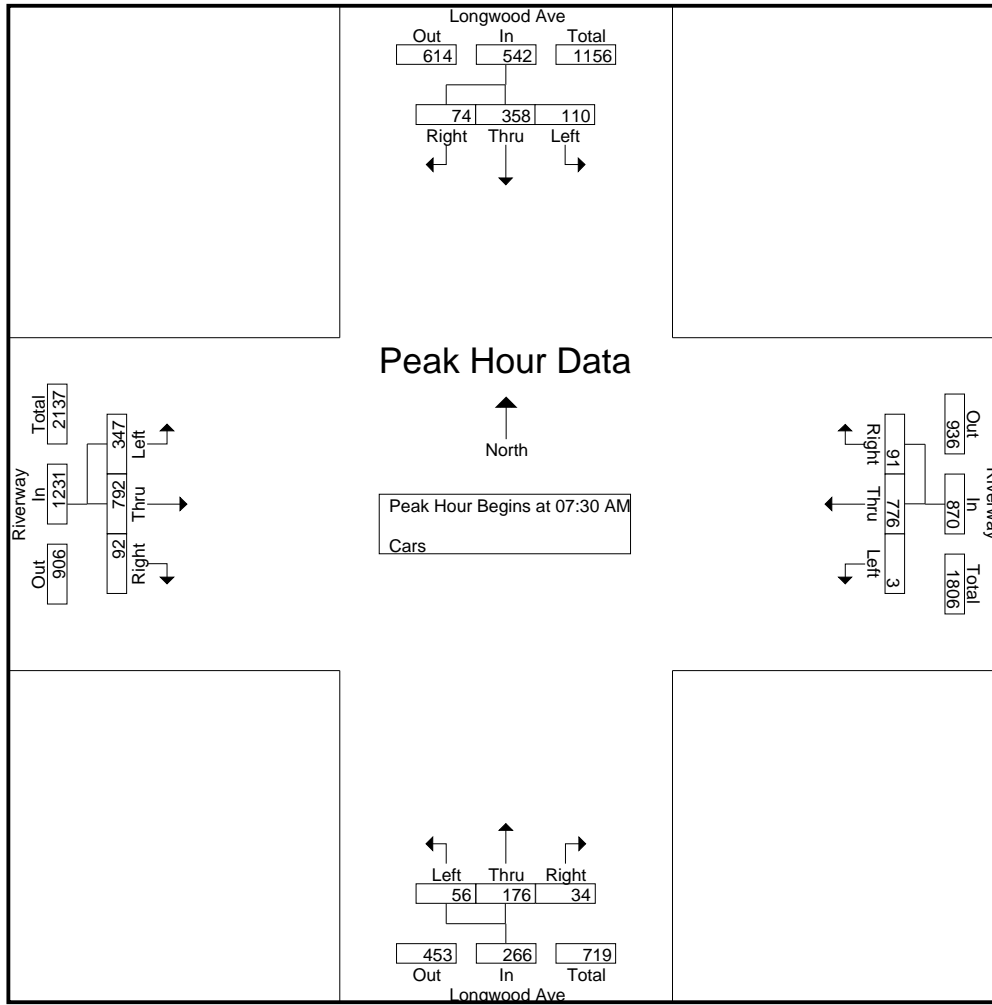 Longwood Ave
Out In Total
614 542 1156
74 358 110
Right Thru Left
Peak Hour Data
North
Peak Hour Begins at 07:30 AM
Cars
Riverway
Total In Out
2137 1231 906
347 792 92
Left Thru Right
Riverway
Out In Total
936 870 1806
91 776 3
Right Thru Left
Left Thru Right
56 176 34
453 266 719
Out In Total
Longwood Ave